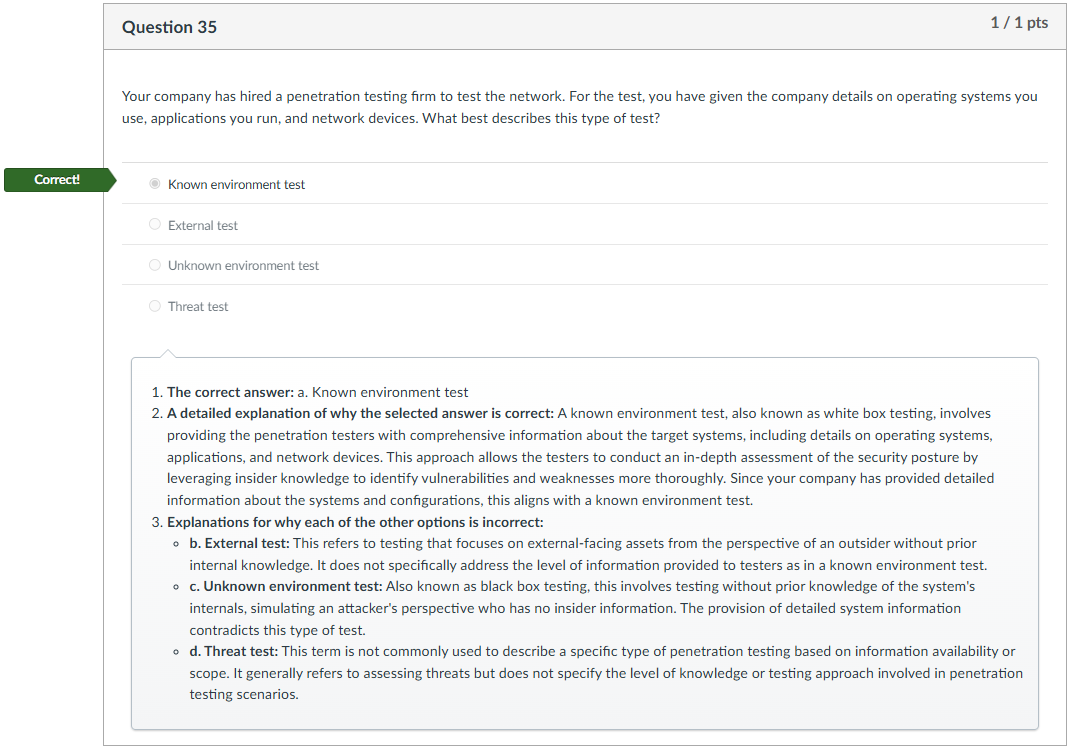 Question 35
1 / 1 pts
Your company has hired a penetration testing firm to test the network. For the test, you have given the company details on operating systems you
use, applications you run, and network devices. What best describes this type of test?
Correct!
Known environment test
External test
Unknown environment test
Threat test
1. The correct answer: a. Known environment test
2. A detailed explanation of why the selected answer is correct: A known environment test, also known as white box testing, involves
providing the penetration testers with comprehensive information about the target systems, including details on operating systems,
applications, and network devices. This approach allows the testers to conduct an in-depth assessment of the security posture by
leveraging insider knowledge to identify vulnerabilities and weaknesses more thoroughly. Since your company has provided detailed
information about the systems and configurations, this aligns with a known environment test.
3. Explanations for why each of the other options is incorrect:
◦ b. External test: This refers to testing that focuses on external-facing assets from the perspective of an outsider without prior
internal knowledge. It does not specifically address the level of information provided to testers as in a known environment test.
◦ c. Unknown environment test: Also known as black box testing, this involves testing without prior knowledge of the system's
internals, simulating an attacker's perspective who has no insider information. The provision of detailed system information
contradicts this type of test.
◦ d. Threat test: This term is not commonly used to describe a specific type of penetration testing based on information availability or
scope. It generally refers to assessing threats but does not specify the level of knowledge or testing approach involved in penetration
testing scenarios.